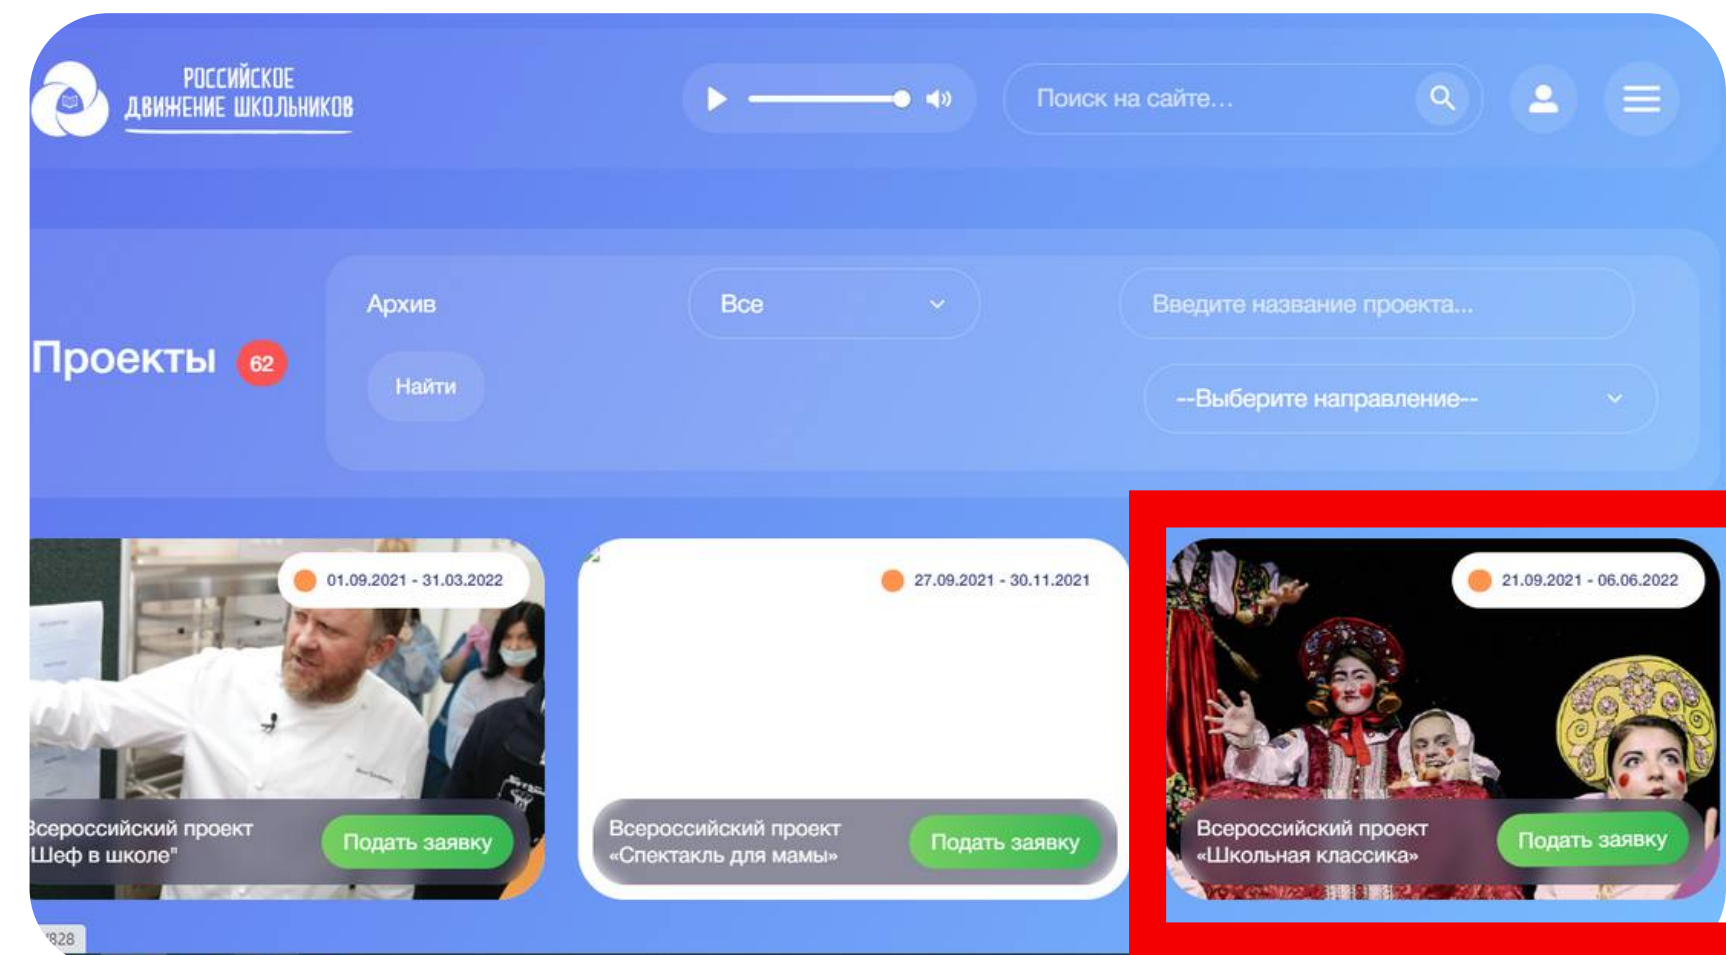 РОССИЙСКОЕ
ДВИЖЕНИЕ ШКОЛЬНИКОВ
Поиск на сайте...
Проекты 62
Архив
Все
Введите название проекта...
Найти
--Выберите направление--
01.09.2021 - 31.03.2022
Всероссийский проект
"Шеф в школе"
Подать заявку
27.09.2021 - 30.11.2021
Всероссийский проект
«Спектакль для мамы»
Подать заявку
21.09.2021 - 06.06.2022
Всероссийский проект
«Школьная классика»
Подать заявку
/828